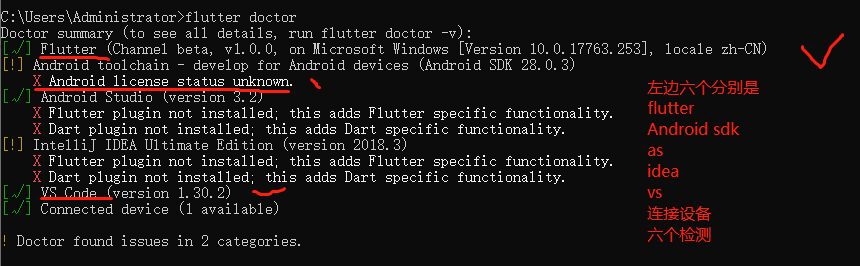 C:\Users\Administrator>flutter doctor
Doctor summary (to see all details, run flutter doctor -v):
[√] Flutter (Channel beta, v1.0.0, on Microsoft Windows [Version 10.0.17763.253], locale zh-CN)
[!] Android toolchain - develop for Android devices (Android SDK 28.0.3)
X Android license status unknown.
[√] Android Studio (version 3.2)
X Flutter plugin not installed; this adds Flutter specific functionality.
X Dart plugin not installed; this adds Dart specific functionality.
[!] IntelliJ IDEA Ultimate Edition (version 2018.3)
X Flutter plugin not installed; this adds Flutter specific functionality.
X Dart plugin not installed; this adds Dart specific functionality.
[√] VS Code (version 1.30.2)
[√] Connected device (1 available)
! Doctor found issues in 2 categories.
左边六个分别是
flutter
Android sdk
as
idea
vs
连接设备
六个检测